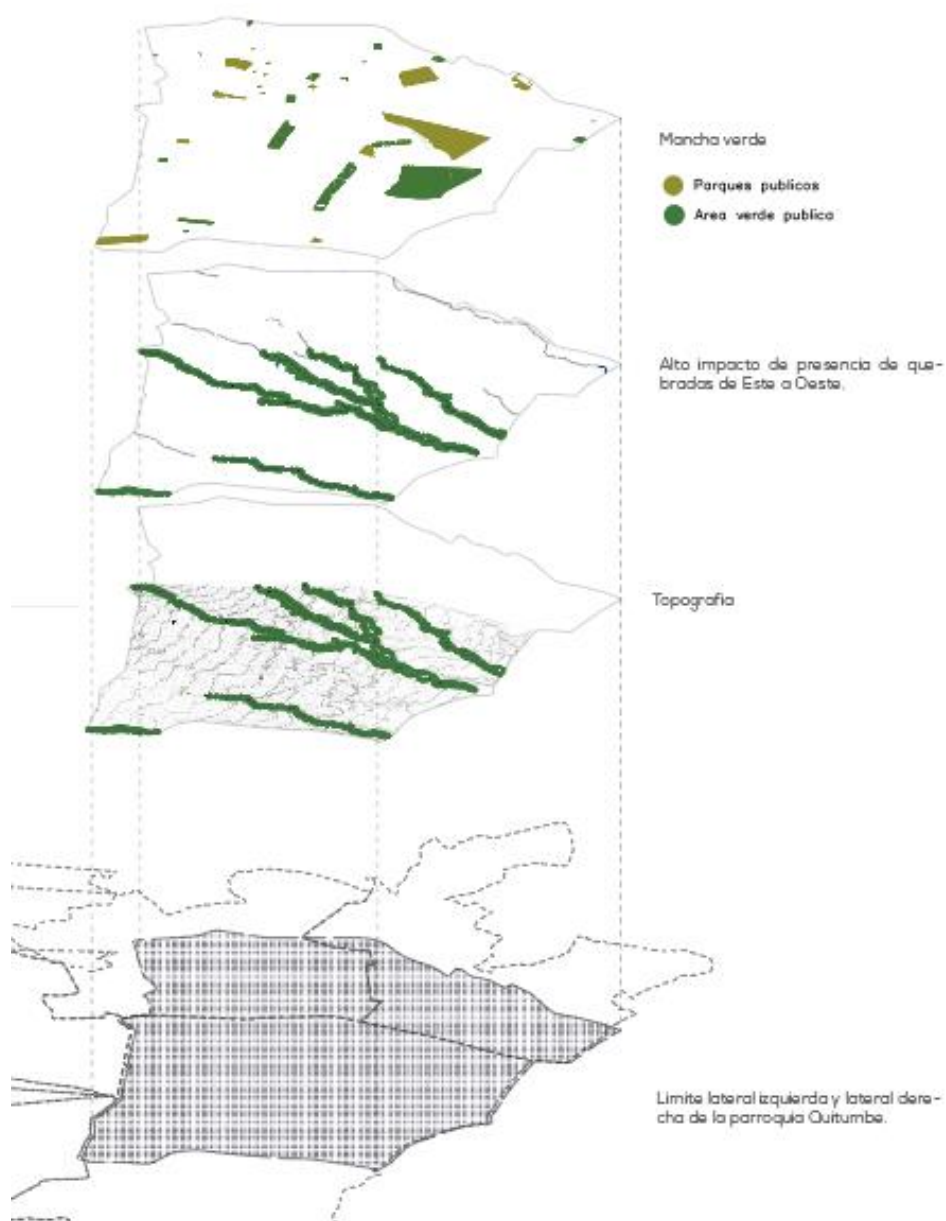 Mancha verde
Parques publicos
Area verde publica
Alto impacto de presencia de que-
bradas de Este a Oeste.
Topografia
Limite lateral izquierda y lateral dere-
cha de la parroquia Quitumbe.